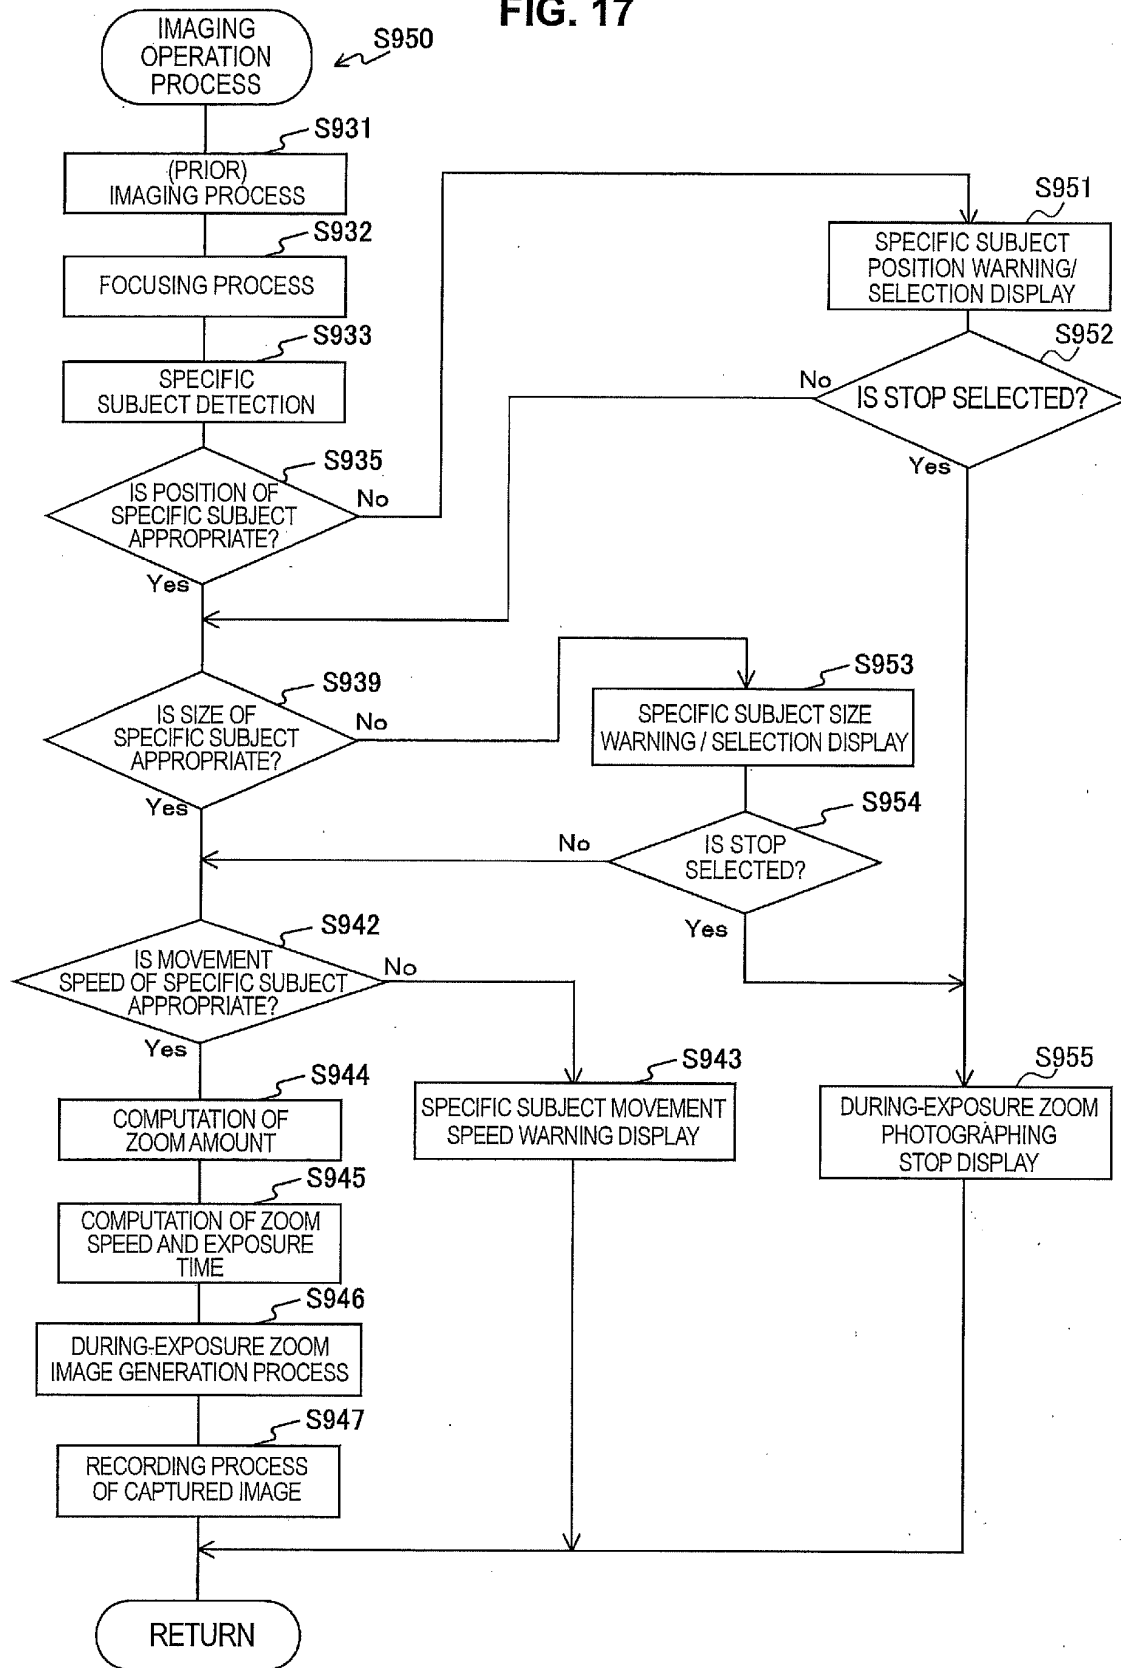 FIG. 17
IMAGING
OPERATION
PROCESS
S950
S931
(PRIOR)
IMAGING PROCESS
S932
FOCUSING PROCESS
S933
SPECIFIC
SUBJECT DETECTION
S935
IS POSITION OF
SPECIFIC SUBJECT
APPROPRIATE?
No
Yes
S951
SPECIFIC SUBJECT
POSITION WARNING/
SELECTION DISPLAY
S952
IS STOP SELECTED?
No
Yes
S939
IS SIZE OF
SPECIFIC SUBJECT
APPROPRIATE?
No
Yes
S953
SPECIFIC SUBJECT SIZE
WARNING / SELECTION DISPLAY
S954
IS STOP
SELECTED?
No
Yes
S942
IS MOVEMENT
SPEED OF SPECIFIC SUBJECT
APPROPRIATE?
No
Yes
S943
SPECIFIC SUBJECT MOVEMENT
SPEED WARNING DISPLAY
S955
DURING-EXPOSURE ZOOM
PHOTOGRAPHING
STOP DISPLAY
S944
COMPUTATION OF
ZOOM AMOUNT
S945
COMPUTATION OF ZOOM
SPEED AND EXPOSURE
TIME
S946
DURING-EXPOSURE ZOOM
IMAGE GENERATION PROCESS
S947
RECORDING PROCESS
OF CAPTURED IMAGE
RETURN